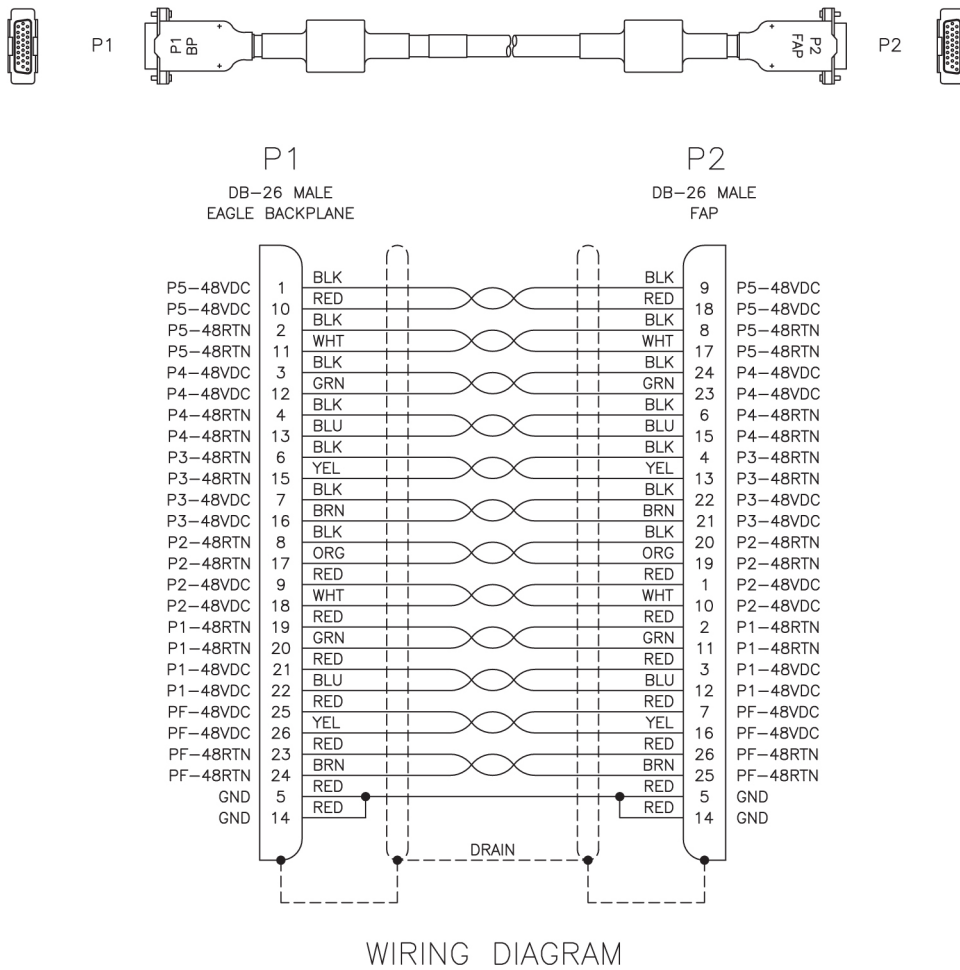 P1
P1
BP
P2
FAP
P2
P1
DB-26 MALE
EAGLE BACKPLANE
P2
DB-26 MALE
FAP
P5-48VDC 1 BLK BLK 9 P5-48VDC
P5-48VDC 10 RED RED 18 P5-48VDC
P5-48RTN 2 BLK BLK 8 P5-48RTN
P5-48RTN 11 WHT WHT 17 P5-48RTN
P4-48VDC 3 BLK BLK 24 P4-48VDC
P4-48VDC 12 GRN GRN 23 P4-48VDC
P4-48RTN 4 BLK BLK 6 P4-48RTN
P4-48RTN 13 BLU BLU 15 P4-48RTN
P3-48RTN 6 BLK BLK 4 P3-48RTN
P3-48RTN 15 YEL YEL 13 P3-48RTN
P3-48VDC 7 BLK BLK 22 P3-48VDC
P3-48VDC 16 BRN BRN 21 P3-48VDC
P2-48RTN 8 BLK BLK 20 P2-48RTN
P2-48RTN 17 ORG ORG 19 P2-48RTN
P2-48VDC 9 RED RED 1 P2-48VDC
P2-48VDC 18 WHT WHT 10 P2-48VDC
P1-48RTN 19 RED RED 2 P1-48RTN
P1-48RTN 20 GRN GRN 11 P1-48RTN
P1-48VDC 21 RED RED 3 P1-48VDC
P1-48VDC 22 BLU BLU 12 P1-48VDC
PF-48VDC 25 RED RED 7 PF-48VDC
PF-48VDC 26 YEL YEL 16 PF-48VDC
PF-48RTN 23 RED RED 26 PF-48RTN
PF-48RTN 24 BRN BRN 25 PF-48RTN
GND 5 RED RED 5 GND
GND 14 RED RED 14 GND
DRAIN
WIRING DIAGRAM